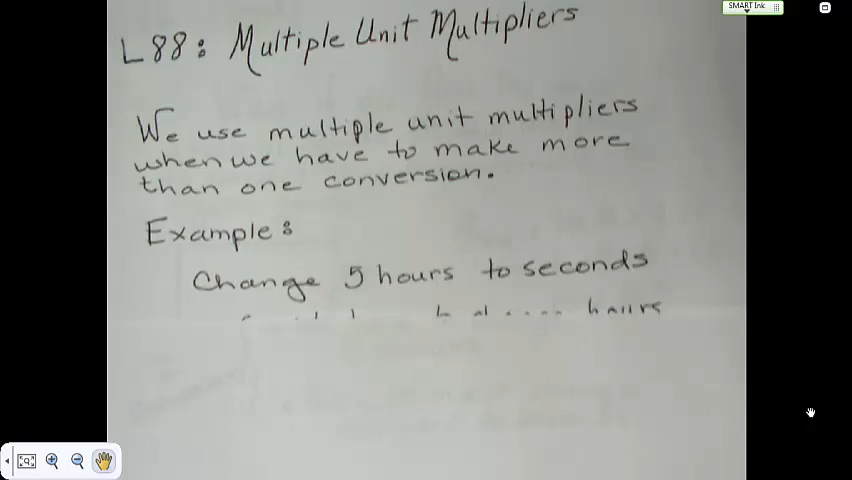 SMART Ink
L88: Multiple Unit Multipliers
We use multiple unit multipliers
when we have to make more
than one conversion.
Example:
Change 5 hours to seconds
hours